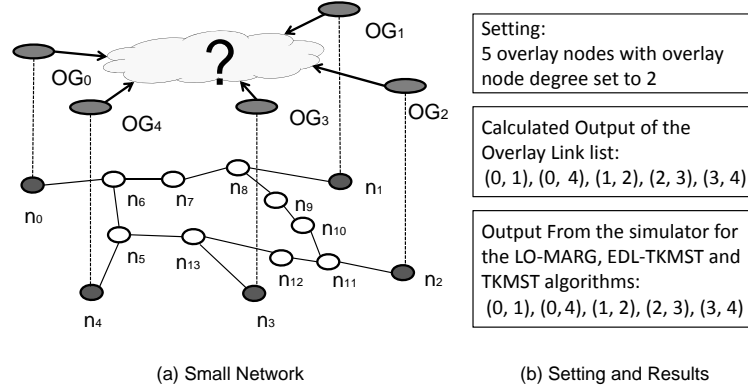 OG1
OG0
?
OG4
OG3
OG2
n0
n6
n7
n8
n1
n9
n10
n5
n13
n12
n11
n2
n4
n3
(a) Small Network
Setting:
5 overlay nodes with overlay
node degree set to 2
Calculated Output of the
Overlay Link list:
(0, 1), (0, 4), (1, 2), (2, 3), (3, 4)
Output From the simulator for
the LO-MARG, EDL-TKMST and
TKMST algorithms:
(0, 1), (0, 4), (1, 2), (2, 3), (3, 4)
(b) Setting and Results